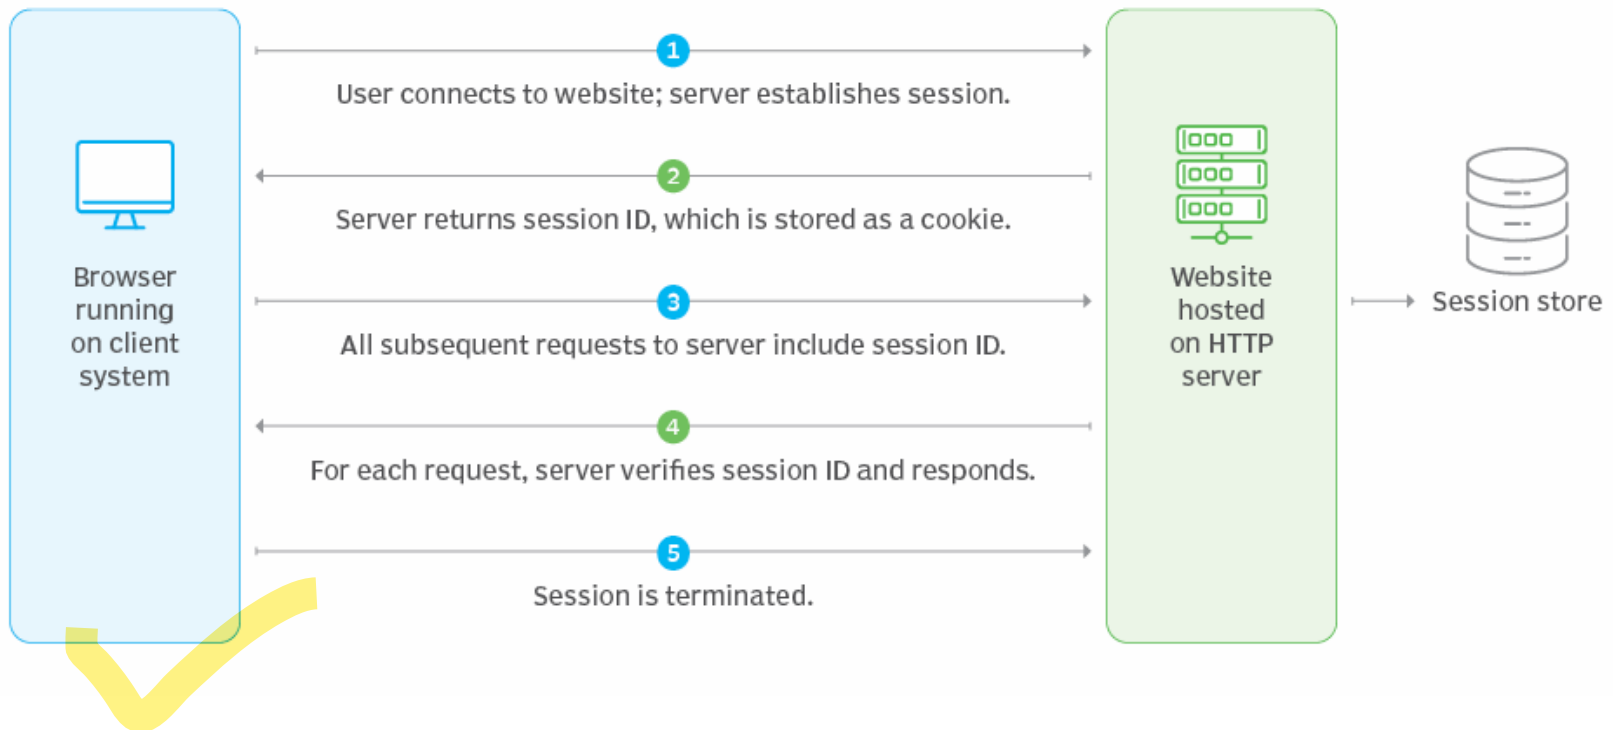 1
User connects to website; server establishes session.
2
Server returns session ID, which is stored as a cookie.
Browser
running
on client
system
3
All subsequent requests to server include session ID.
Website
hosted
on HTTP
server
Session store
4
For each request, server verifies session ID and responds.
5
Session is terminated.